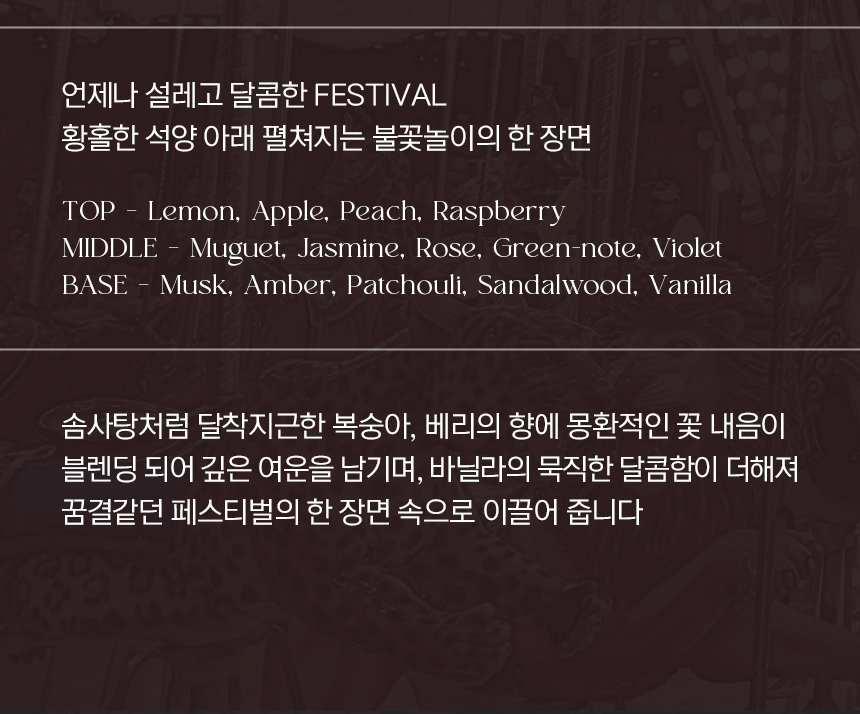 언제나 설레고 달콤한 FESTIVAL
황홀한 석양 아래 펼쳐지는 불꽃놀이의 한 장면
TOP - Lemon, Apple, Peach, Raspberry
MIDDLE - Muguet, Jasmine, Rose, Green-note, Violet
BASE - Musk, Amber, Patchouli, Sandalwood, Vanilla
솜사탕처럼 달착지근한 복숭아, 베리의 향에 몽환적인 꽃 내음이
블렌딩 되어 깊은 여운을 남기며, 바닐라의 묵직한 달콤함이 더해져
꿈결같던 페스티벌의 한 장면 속으로 이끌어 줍니다